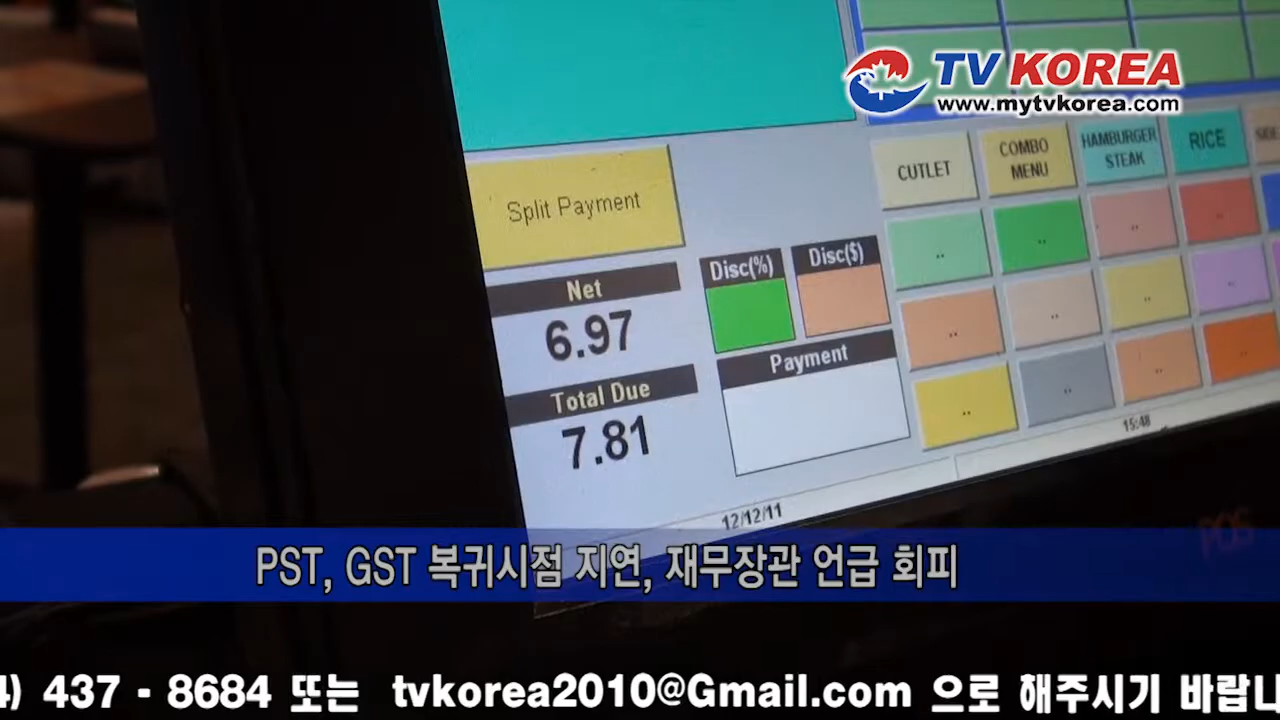 TV KOREA
www.mytvkorea.com
CUTLET
COMBO MENU
HAMBURGER STEAK
RICE
Split Payment
Disc(%)
Disc($)
Net
6.97
Payment
Total Due
7.81
15:48
12/12/11
POS
PST, GST 복귀시점 지연, 재무장관 언급 회피
4) 437 - 8684 또는 tvkorea2010@Gmail.com 으로 해주시기 바랍니